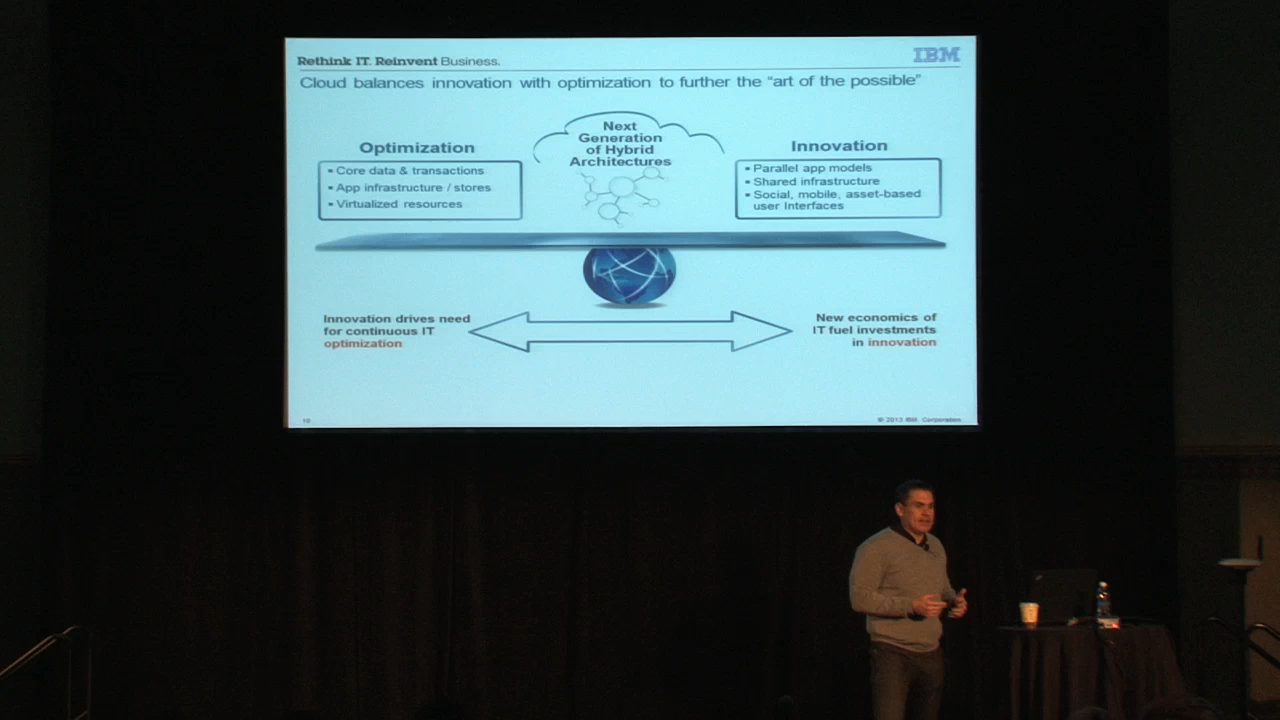 Rethink IT. Reinvent Business.
IBM
Cloud balances innovation with optimization to further the “art of the possible”
Next
Generation
of Hybrid
Architectures
Optimization
▪ Core data & transactions
▪ App infrastructure / stores
▪ Virtualized resources
Innovation
▪ Parallel app models
▪ Shared infrastructure
▪ Social, mobile, asset-based
user Interfaces
Innovation drives need
for continuous IT
optimization
New economics of
IT fuel investments
in innovation
© 2013 IBM Corporation